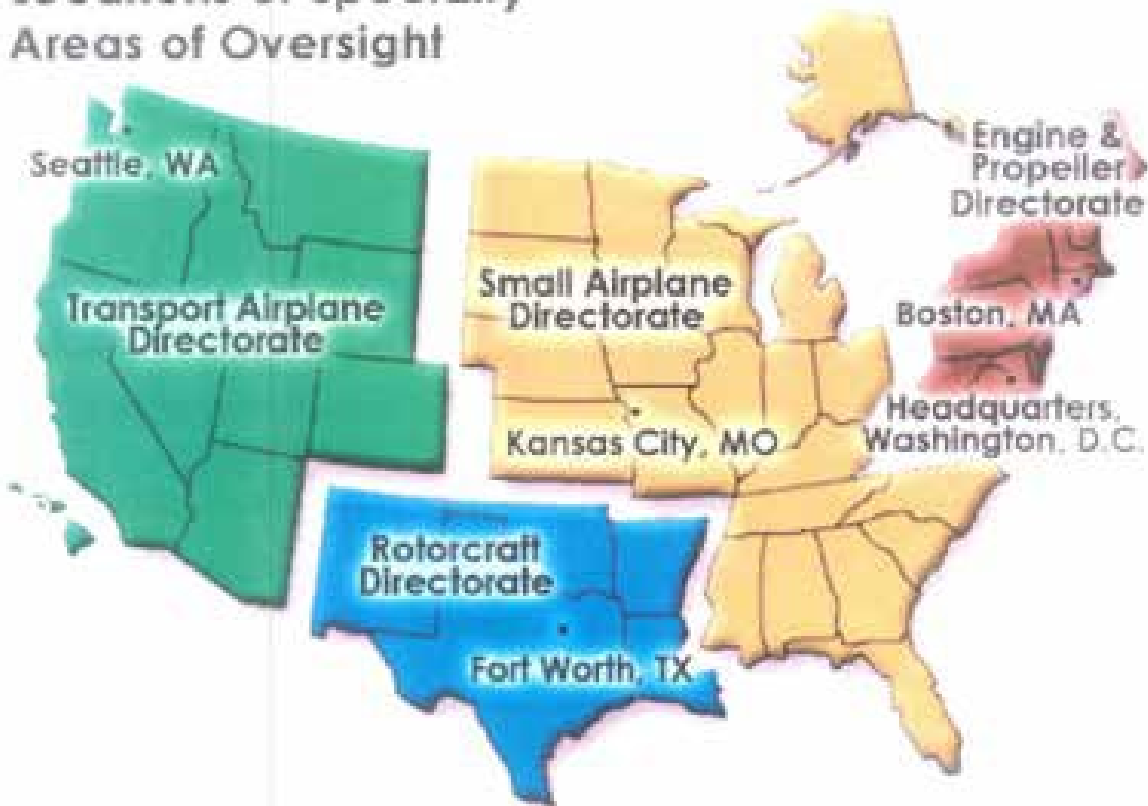 Areas of Oversight
Seattle, WA
Engine &
Propeller
Directorate
Transport Airplane
Directorate
Small Airplane
Directorate
Boston, MA
Headquarters,
Washington, D.C.
Kansas City, MO
Rotorcraft
Directorate
Fort Worth, TX